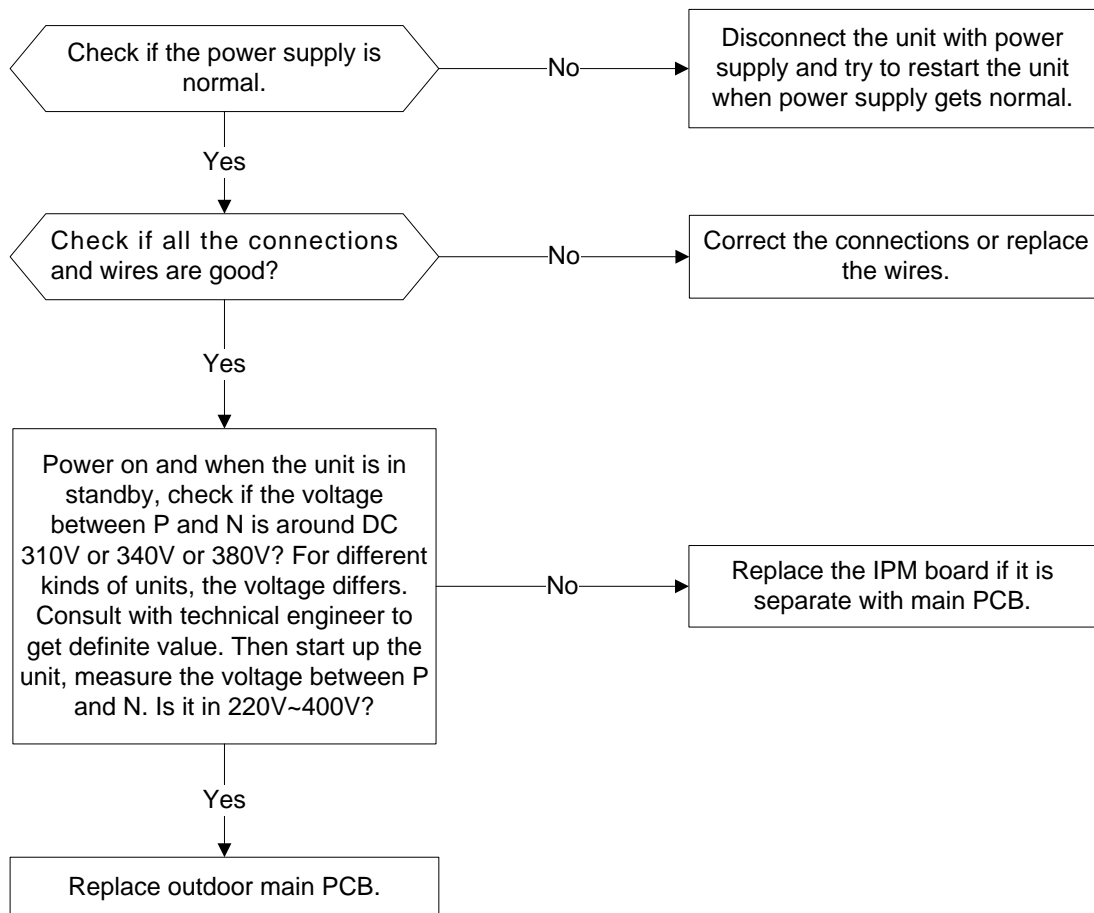 Check if the power supply is
normal.
No
Disconnect the unit with power
supply and try to restart the unit
when power supply gets normal.
Yes
Check if all the connections
and wires are good?
No
Correct the connections or replace
the wires.
Yes
Power on and when the unit is in
standby, check if the voltage
between P and N is around DC
310V or 340V or 380V? For different
kinds of units, the voltage differs.
Consult with technical engineer to
get definite value. Then start up the
unit, measure the voltage between P
and N. Is it in 220V~400V?
No
Replace the IPM board if it is
separate with main PCB.
Yes
Replace outdoor main PCB.